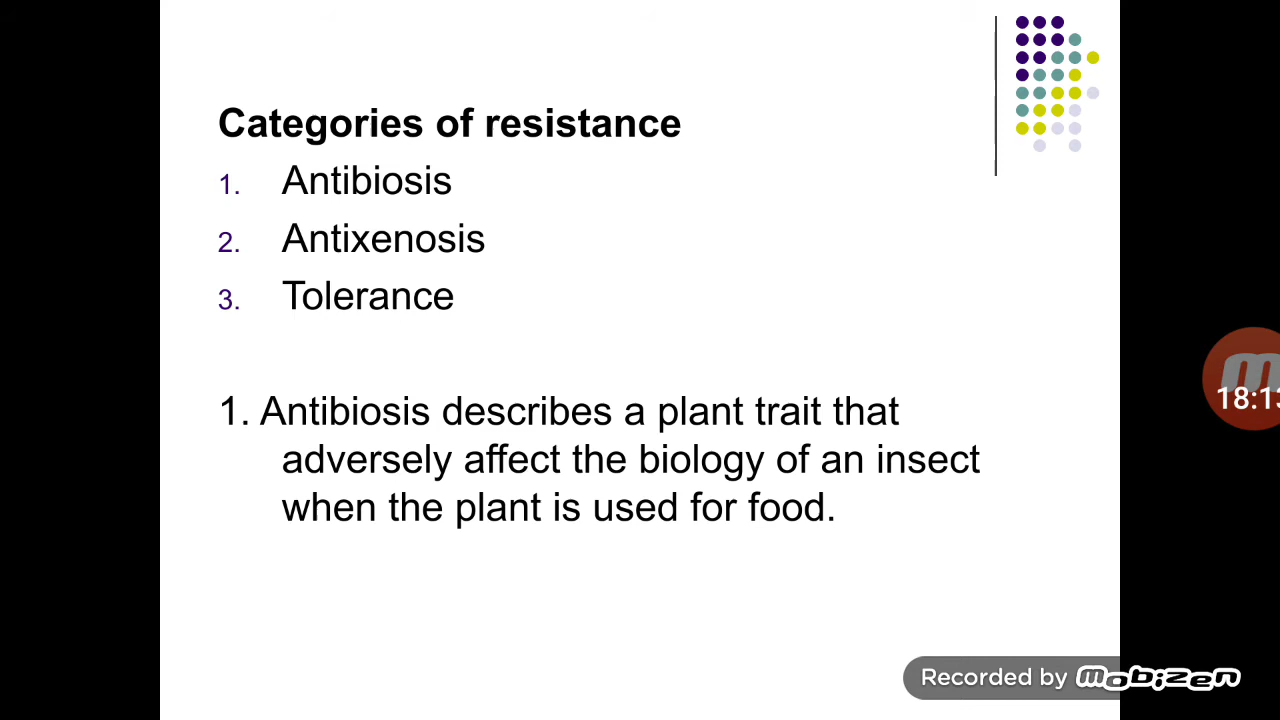 Categories of resistance
1. Antibiosis
2. Antixenosis
3. Tolerance
1. Antibiosis describes a plant trait that
adversely affect the biology of an insect
when the plant is used for food.
18:13
Recorded by mobizen